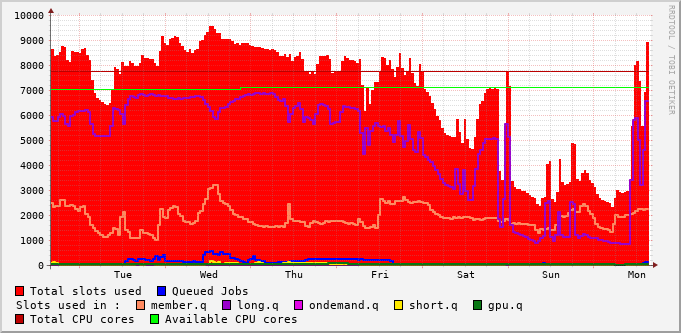 RRDTOOL / TOBI OETIKER
10000
9000
8000
7000
6000
5000
4000
3000
2000
1000
0
Tue Wed Thu Fri Sat Sun Mon
Total slots used Queued Jobs
Slots used in : member.q long.q ondemand.q short.q gpu.q
Total CPU cores Available CPU cores